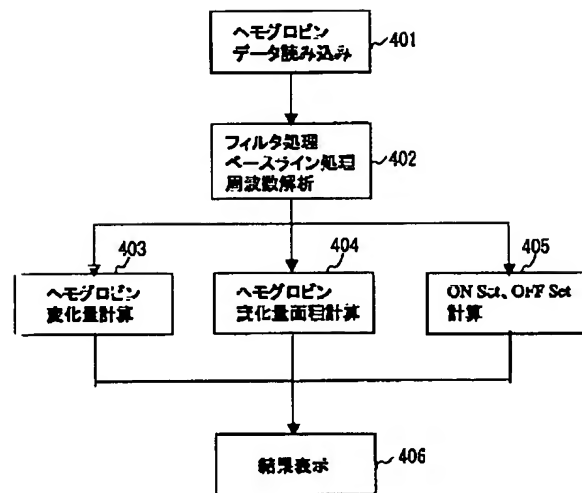 ヘモグロビン
データ読み込み
401
フィルタ処理
ベースライン処理
周波数解析
402
403
ヘモグロビン
変化量計算
404
ヘモグロビン
変化量面積計算
405
ON Set、OFF Set
計算
結果表示
406